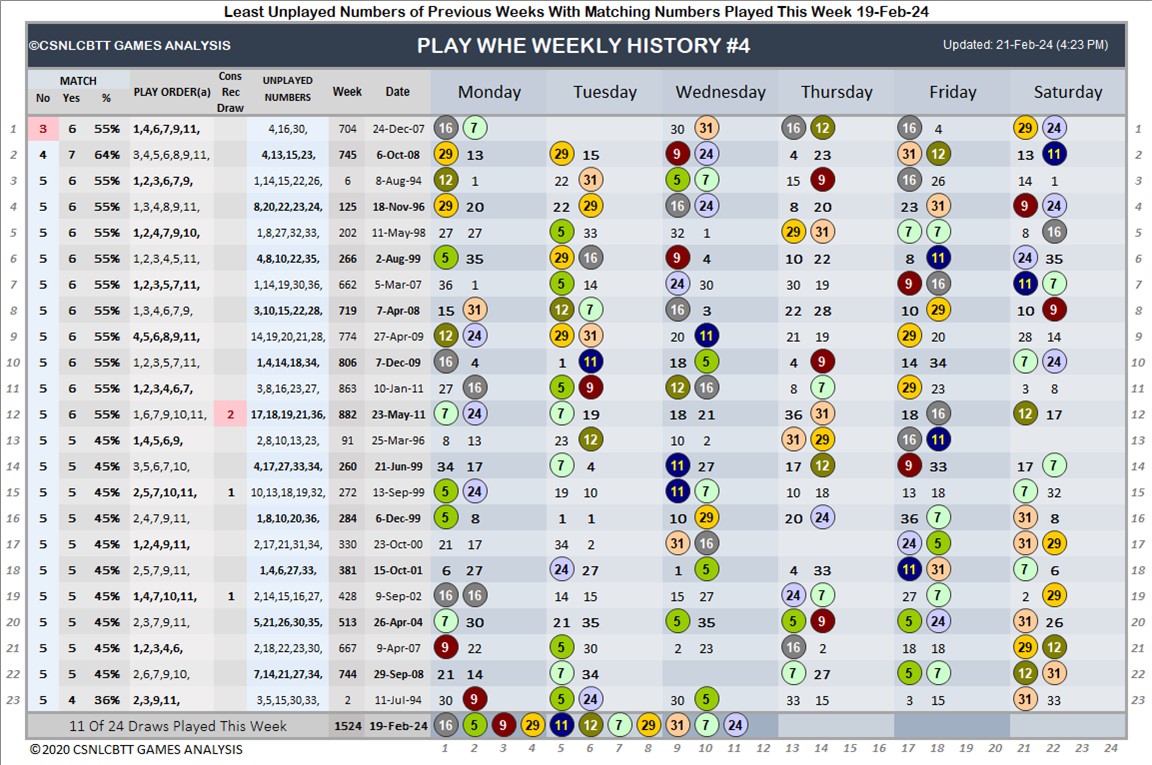 Least Unplayed Numbers of Previous Weeks With Matching Numbers Played This Week 19-Feb-24
©CSNLCBTT GAMES ANALYSIS PLAY WHE WEEKLY HISTORY #4 Updated: 21-Feb-24 (4:23 PM)
MATCH PLAY ORDER(a) Cons Rec Draw UNPLAYED NUMBERS Week Date Monday Tuesday Wednesday Thursday Friday Saturday
No Yes %
1 3 6 55% 1,4,6,7,9,11, 4,16,30, 704 24-Dec-07 16 7 30 31 16 12 16 4 29 24 1
2 4 7 64% 3,4,5,6,8,9,11, 4,13,15,23, 745 6-Oct-08 29 13 29 15 9 24 4 23 31 12 13 11 2
3 5 6 55% 1,2,3,6,7,9, 1,14,15,22,26, 6 8-Aug-94 12 1 22 31 5 7 15 9 16 26 14 1 3
4 5 6 55% 1,3,4,8,9,11, 8,20,22,23,24, 125 18-Nov-96 29 20 22 29 16 24 8 20 23 31 9 24 4
5 5 6 55% 1,2,4,7,9,10, 1,8,27,32,33, 202 11-May-98 27 27 5 33 32 1 29 31 7 7 8 16 5
6 5 6 55% 1,2,3,4,5,11, 4,8,10,22,35, 266 2-Aug-99 5 35 29 16 9 4 10 22 8 11 24 35 6
7 5 6 55% 1,2,3,5,7,11, 1,14,19,30,36, 662 5-Mar-07 36 1 5 14 24 30 30 19 9 16 11 7 7
8 5 6 55% 1,3,4,6,7,9, 3,10,15,22,28, 719 7-Apr-08 15 31 12 7 16 3 22 28 10 29 10 9 8
9 5 6 55% 4,5,6,8,9,11, 14,19,20,21,28, 774 27-Apr-09 12 24 29 31 20 11 21 19 29 20 28 14 9
10 5 6 55% 1,2,3,5,7,11, 1,4,14,18,34, 806 7-Dec-09 16 4 1 11 18 5 4 9 14 34 7 24 10
11 5 6 55% 1,2,3,4,6,7, 3,8,16,23,27, 863 10-Jan-11 27 16 5 9 12 16 8 7 29 23 3 8 11
12 5 6 55% 1,6,7,9,10,11, 2 17,18,19,21,36, 882 23-May-11 7 24 7 19 18 21 36 31 18 16 12 17 12
13 5 5 45% 1,4,5,6,9, 2,8,10,13,23, 91 25-Mar-96 8 13 23 12 10 2 31 29 16 11 13
14 5 5 45% 3,5,6,7,10, 4,17,27,33,34, 260 21-Jun-99 34 17 7 4 11 27 17 12 9 33 17 7 14
15 5 5 45% 2,5,7,10,11, 1 10,13,18,19,32, 272 13-Sep-99 5 24 19 10 11 7 10 18 13 18 7 32 15
16 5 5 45% 2,4,7,9,11, 1,8,10,20,36, 284 6-Dec-99 5 8 1 1 10 29 20 24 36 7 31 8 16
17 5 5 45% 1,2,4,9,11, 2,17,21,31,34, 330 23-Oct-00 21 17 34 2 31 16 24 5 31 29 17
18 5 5 45% 2,5,7,9,11, 1,4,6,27,33, 381 15-Oct-01 6 27 24 27 1 5 4 33 11 31 7 6 18
19 5 5 45% 1,4,7,10,11, 1 2,14,15,16,27, 428 9-Sep-02 16 16 14 15 15 27 24 7 27 7 2 29 19
20 5 5 45% 2,3,7,9,11, 5,21,26,30,35, 513 26-Apr-04 7 30 21 35 5 35 5 9 5 24 31 26 20
21 5 5 45% 1,2,3,4,6, 2,18,22,23,30, 667 9-Apr-07 9 22 5 30 2 23 16 2 18 18 29 12 21
22 5 5 45% 2,6,7,9,10, 7,14,21,27,34, 744 29-Sep-08 21 14 7 34 7 27 5 7 12 31 22
23 5 4 36% 2,3,9,11, 3,5,15,30,33, 2 11-Jul-94 30 9 5 24 30 5 33 15 3 15 31 33 23
11 Of 24 Draws Played This Week 1524 19-Feb-24 16 5 9 29 11 12 7 29 31 7 24
©2020 CSNLCBTT GAMES ANALYSIS 1 2 3 4 5 6 7 8 9 10 11 12 13 14 15 16 17 18 19 20 21 22 23 24